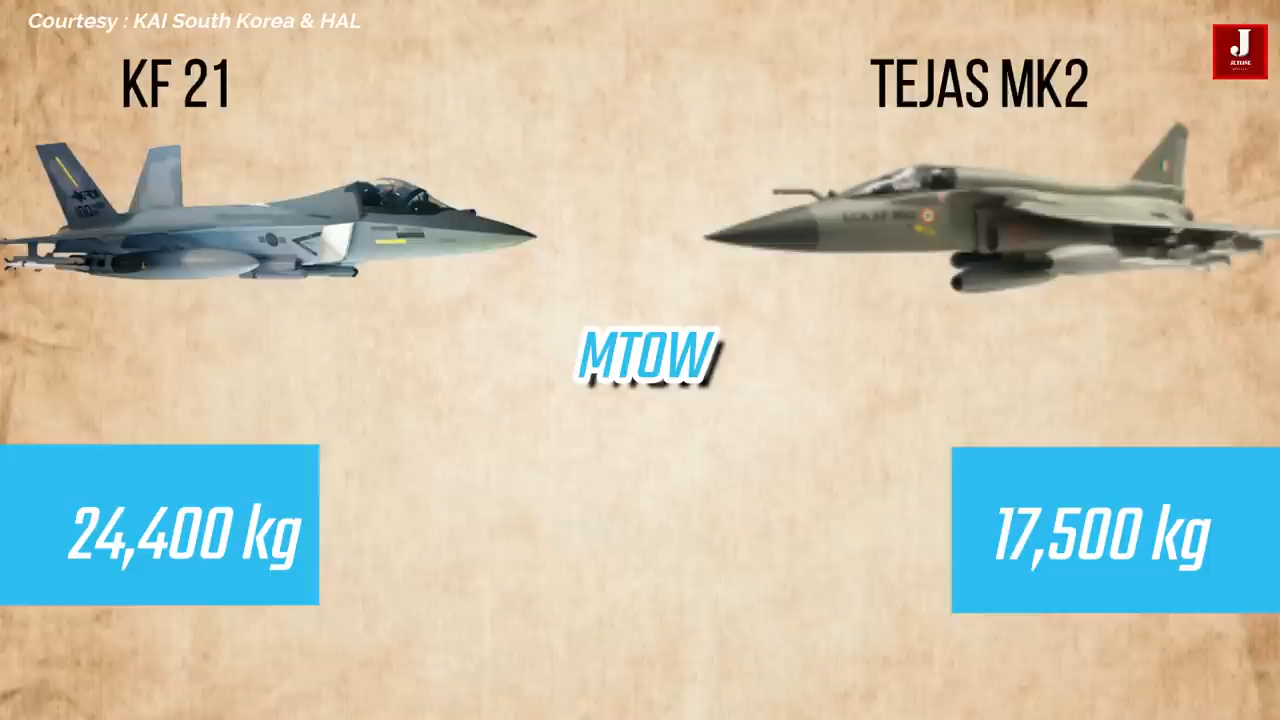 Courtesy : KAI South Korea & HAL
J
KF 21
TEJAS MK2
MTOW
24,400 kg
17,500 kg